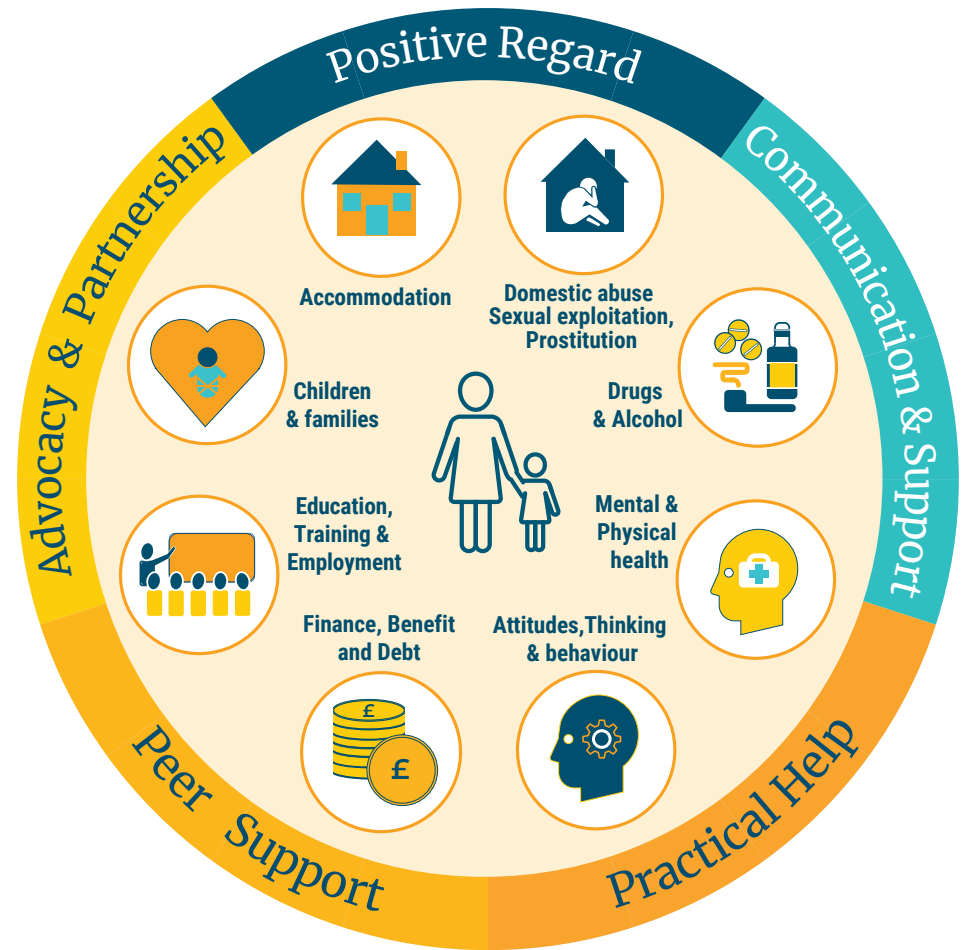 Positive Regard
Communication & Support
Practical Help
Peer Support
Advocacy & Partnership
Accommodation
Domestic abuse
Sexual exploitation,
Prostitution
Children
& families
Drugs
& Alcohol
Education,
Training &
Employment
Mental &
Physical
health
Finance, Benefit
and Debt
Attitudes,Thinking
& behaviour
£
£